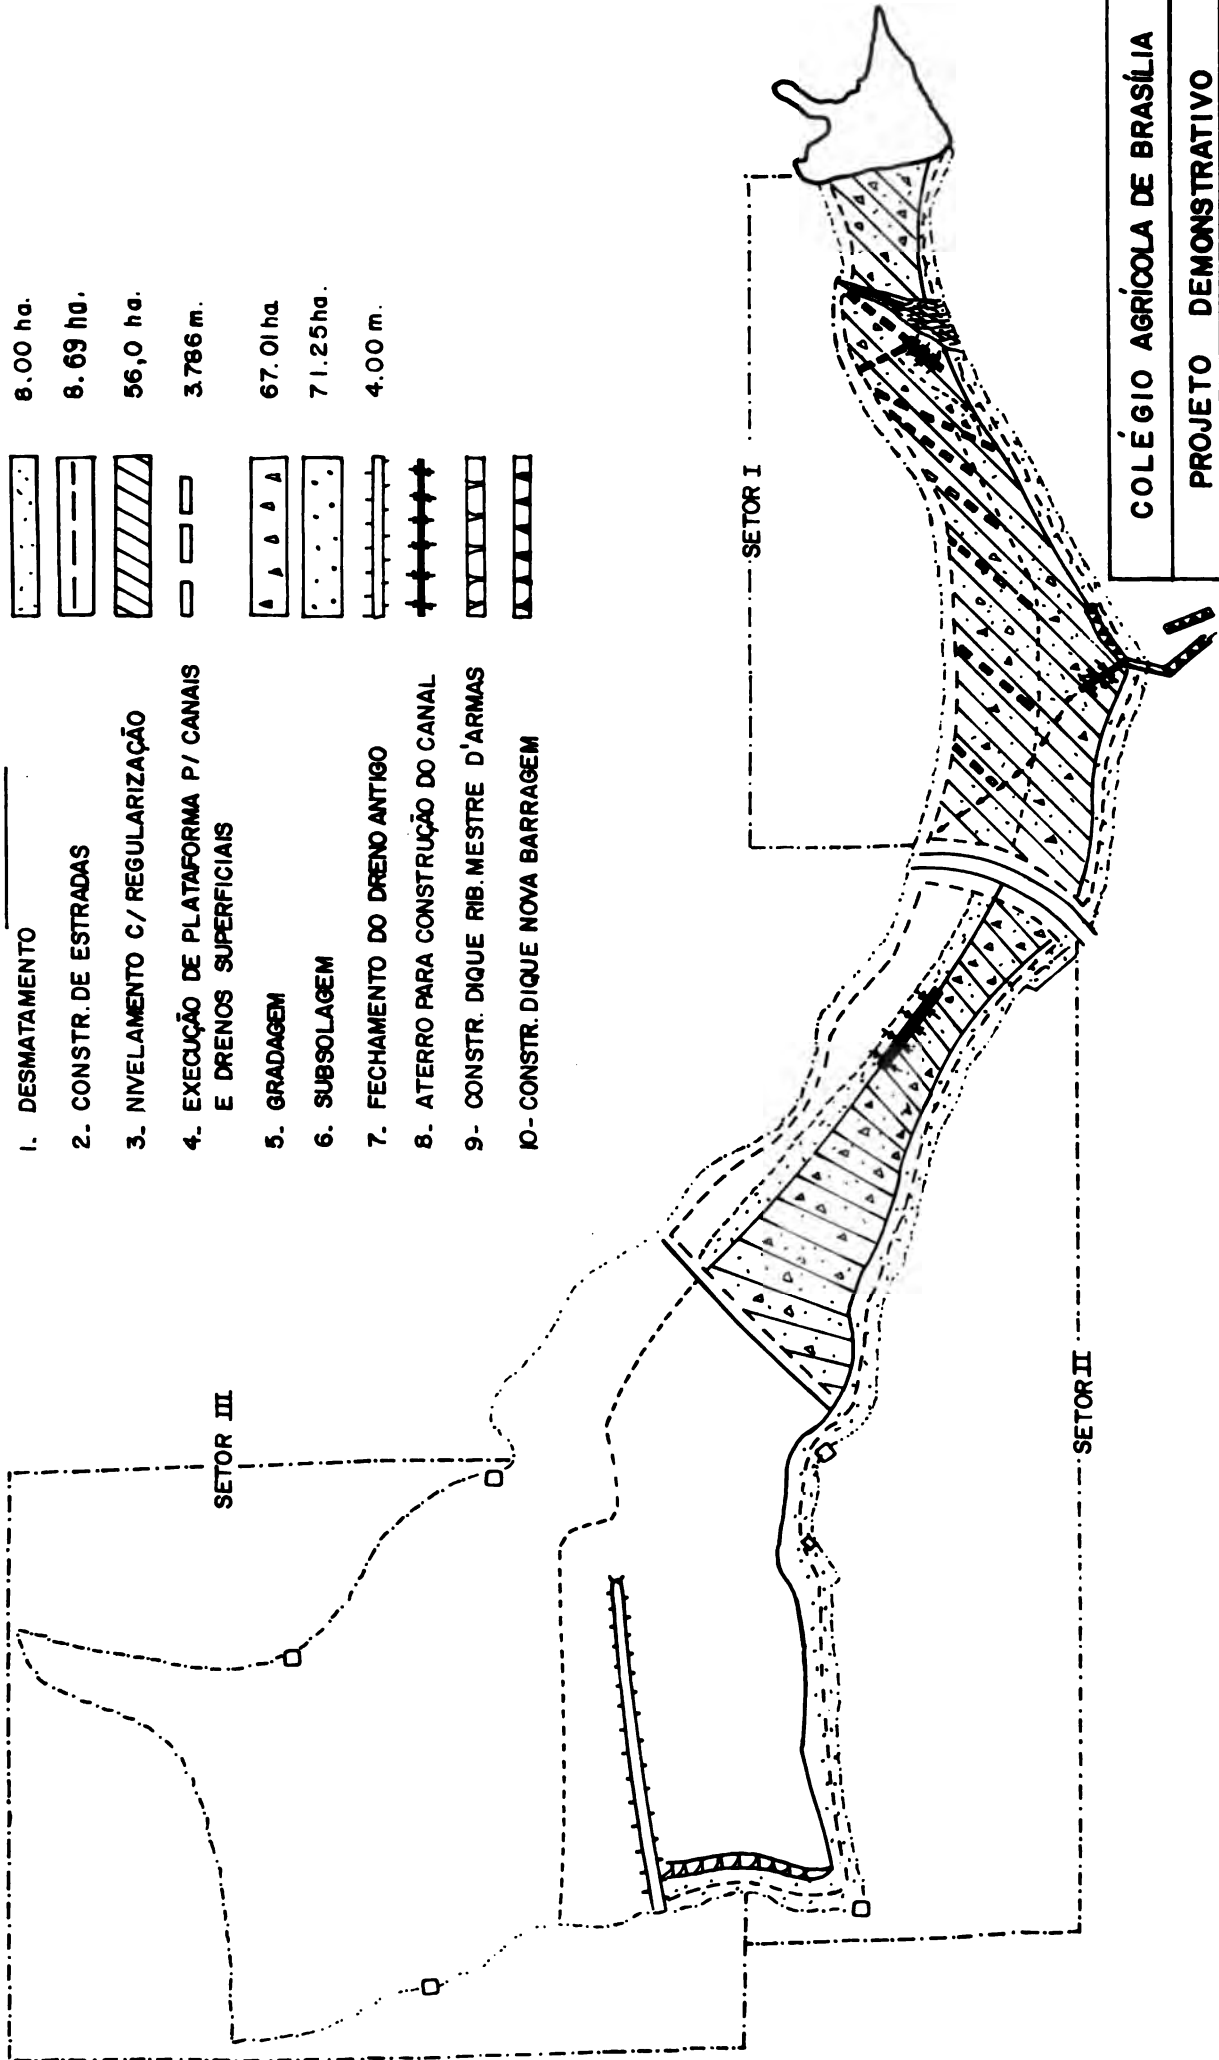 1. DESMATAMENTO 8.00 ha.
2. CONSTR. DE ESTRADAS 8.69 ha.
3. NIVELAMENTO C/ REGULARIZAÇÃO 56,0 ha.
4. EXECUÇÃO DE PLATAFORMA P/ CANAIS 3.786 m.
E DRENOS SUPERFICIAIS
5. GRADAGEM 67.01 ha
6. SUBSOLAGEM 71.25 ha.
7. FECHAMENTO DO DRENO ANTIGO 4.00 m.
8. ATERRO PARA CONSTRUÇÃO DO CANAL
9- CONSTR. DIQUE RIB. MESTRE D'ARMAS
10- CONSTR. DIQUE NOVA BARRAGEM
SETOR III
SETOR I
SETOR II
COLÉGIO AGRÍCOLA DE BRASÍLIA
PROJETO DEMONSTRATIVO